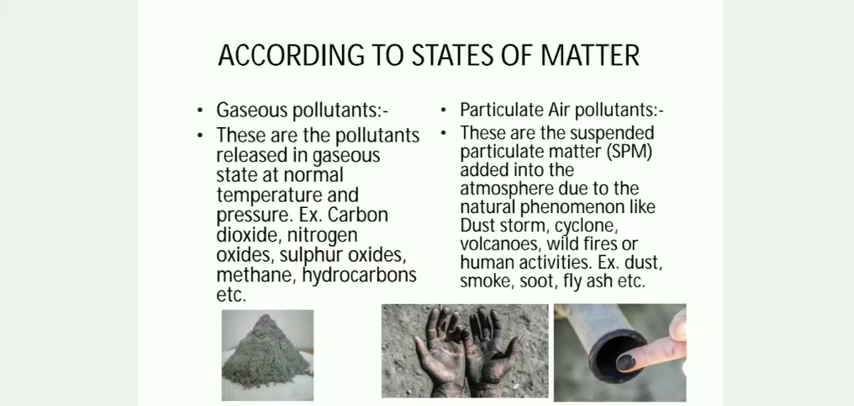 ACCORDING TO STATES OF MATTER
• Gaseous pollutants:-
• These are the pollutants
released in gaseous
state at normal
temperature and
pressure. Ex. Carbon
dioxide, nitrogen
oxides, sulphur oxides,
methane, hydrocarbons
etc.
• Particulate Air pollutants:-
• These are the suspended
particulate matter (SPM)
added into the
atmosphere due to the
natural phenomenon like
Dust storm, cyclone,
volcanoes, wild fires or
human activities. Ex. dust,
smoke, soot, fly ash etc.